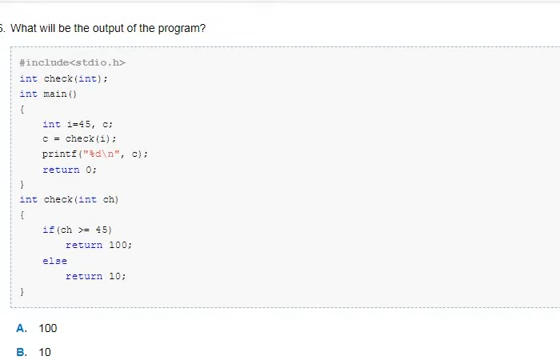 6. What will be the output of the program?
#include<stdio.h>
int check(int);
int main()
{
    int i=45, c;
    c = check(i);
    printf("%d\n", c);
    return 0;
}
int check(int ch)
{
    if(ch >= 45)
        return 100;
    else
        return 10;
}
A. 100
B. 10